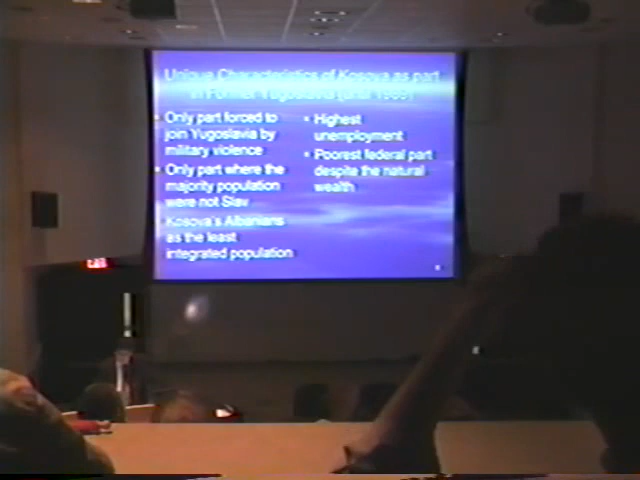 Unique Characteristics of Kosova as part
in Former Yugoslavia (until 1989)
• Only part forced to
join Yugoslavia by
military violence
• Only part where the
majority population
were not Slav
Kosova's Albanians
as the least
integrated population
• Highest
unemployment
• Poorest federal part
despite the natural
wealth